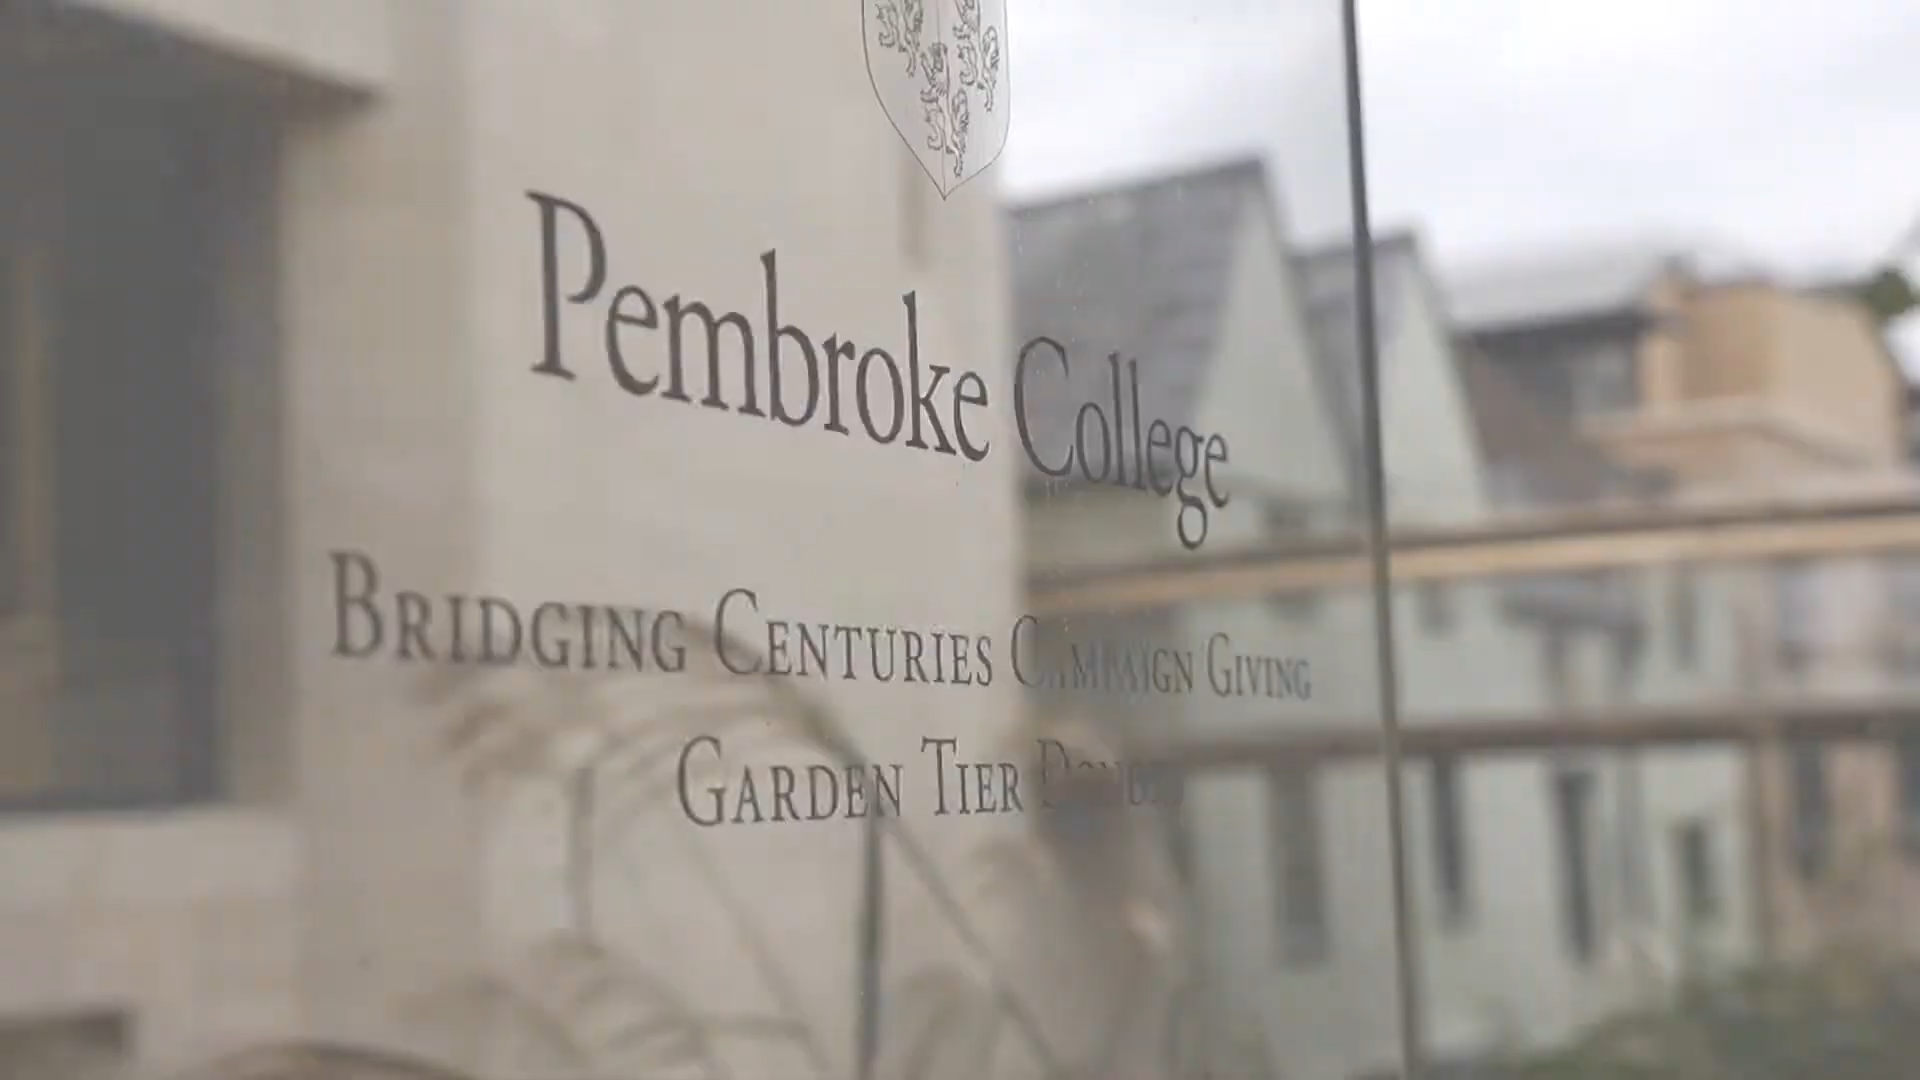 Pembroke College
BRIDGING CENTURIES CAMPAIGN GIVING
GARDEN TIER